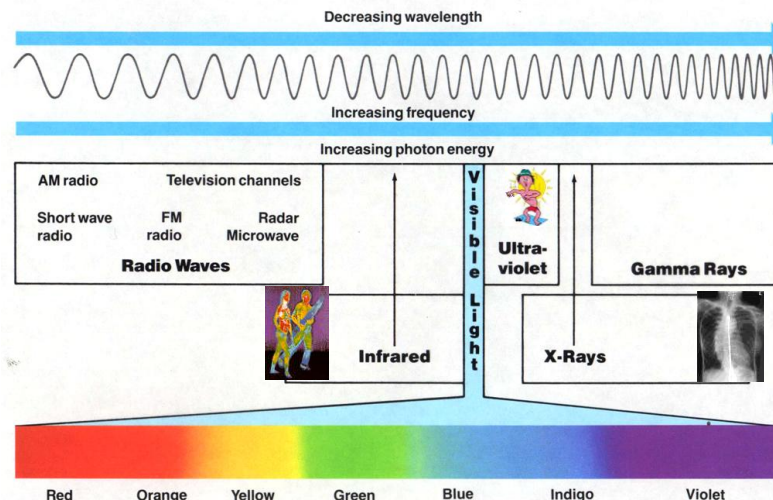 Decreasing wavelength
Increasing frequency
Increasing photon energy
AM radio Television channels
Short wave FM Radar
radio radio Microwave
Radio Waves
Visible Light
Ultra-
violet
Gamma Rays
Infrared
X-Rays
Red Orange Yellow Green Blue Indigo Violet